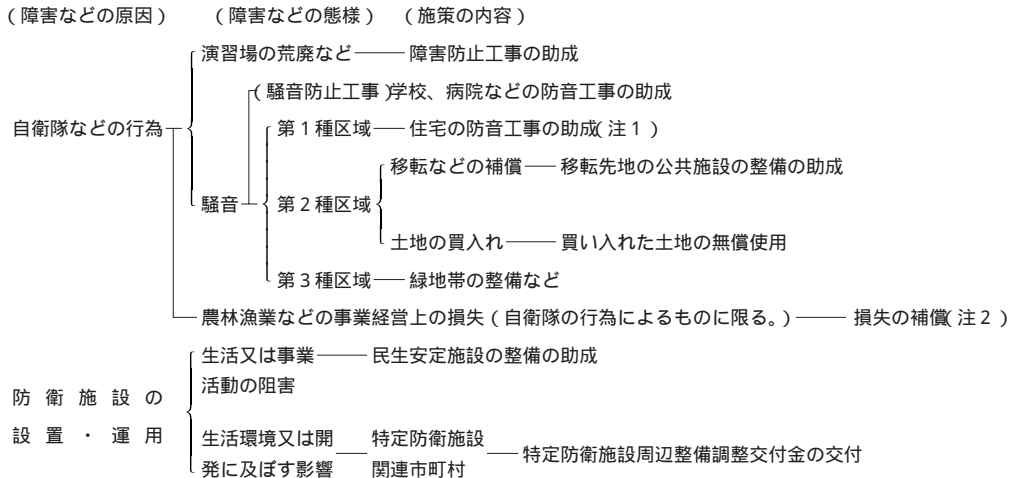 (障害などの原因) (障害などの態様) (施策の内容)
演習場の荒廃など 障害防止工事の助成
(騒音防止工事)学校、病院などの防音工事の助成
自衛隊などの行為 第1種区域 住宅の防音工事の助成(注1)
移転などの補償 移転先地の公共施設の整備の助成
騒音 第2種区域
土地の買入れ 買い入れた土地の無償使用
第3種区域 緑地帯の整備など
農林漁業などの事業経営上の損失(自衛隊の行為によるものに限る。) 損失の補償(注2)
生活又は事業 民生安定施設の整備の助成
活動の阻害
防衛施設の
設置・運用
生活環境又は開 特定防衛施設
特定防衛施設周辺整備調整交付金の交付
発に及ぼす影響 関連市町村